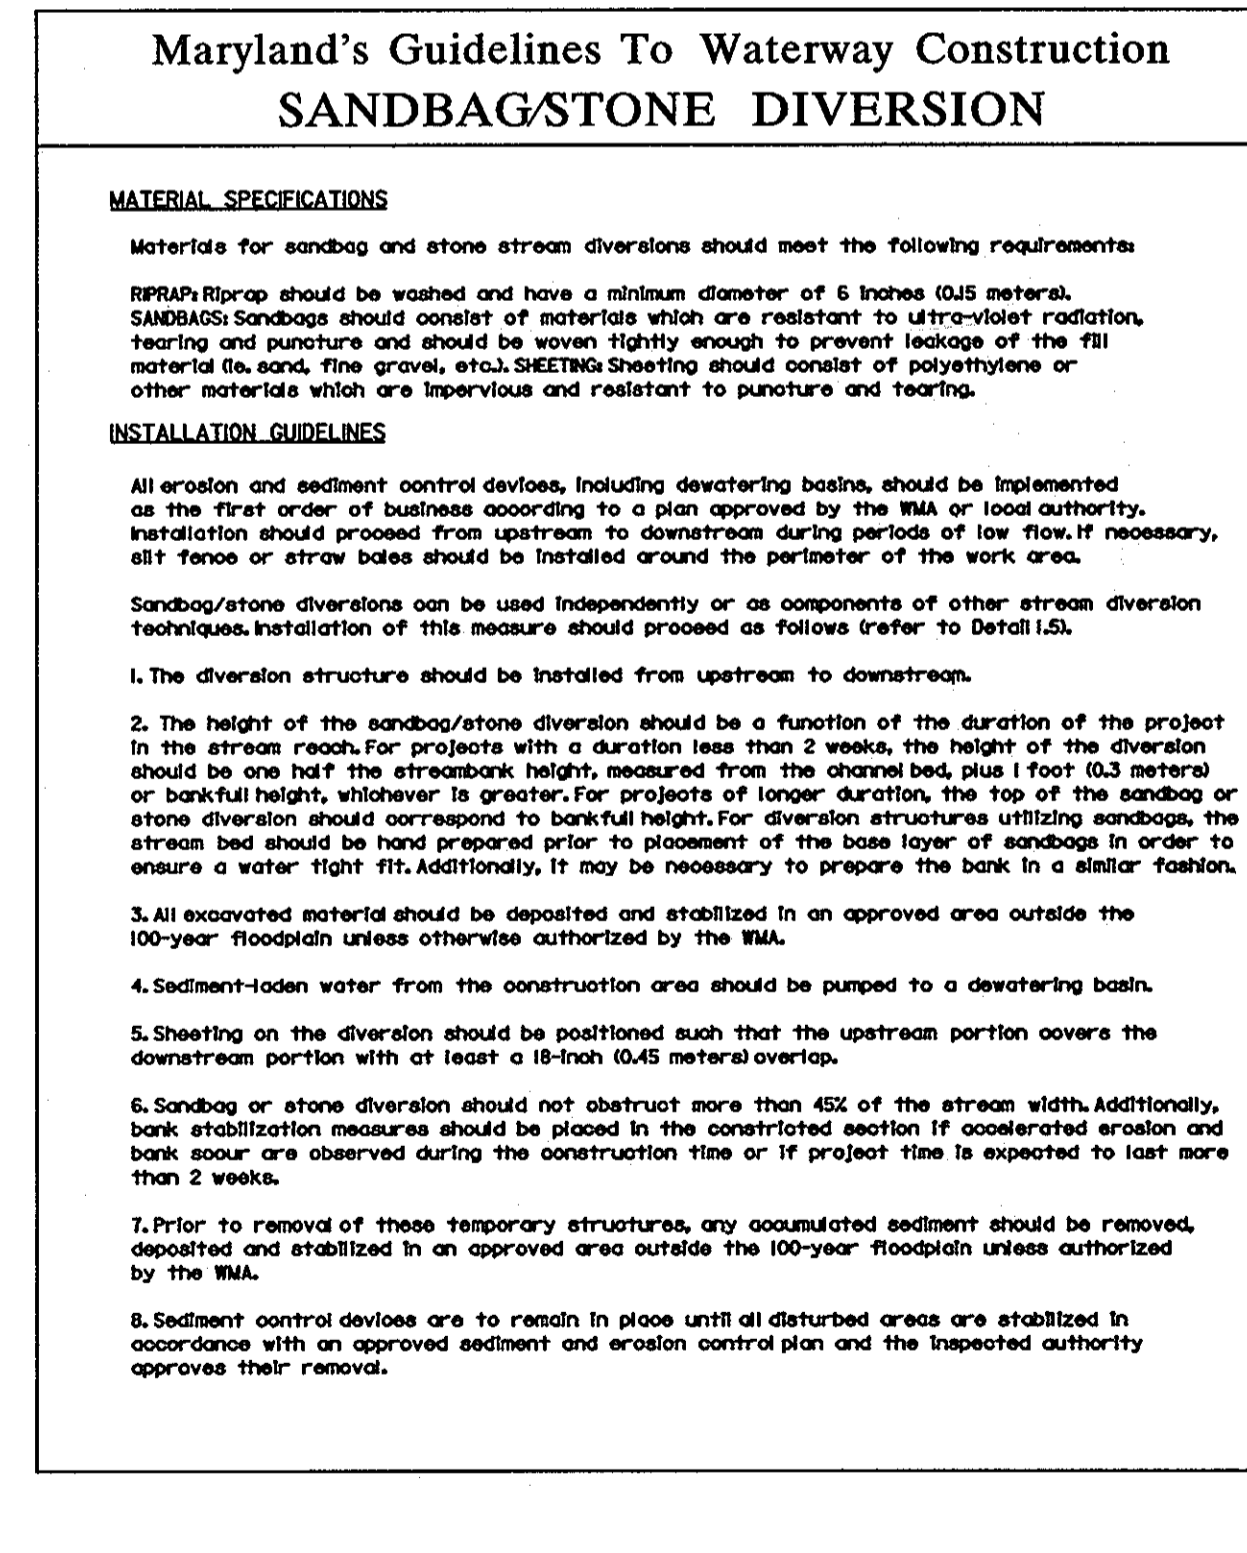 Maryland's Guidelines To Waterway Construction
SANDBAG/STONE DIVERSION
MATERIAL SPECIFICATIONS
Materials for sandbag and stone stream diversions should meet the following requirements:
RIPRAP: Riprap should be washed and have a minimum diameter of 6 inches (0.15 meters).
SANDBAGS: Sandbags should consist of materials which are resistant to ultra-violet radiation,
tearing and puncture and should be woven tightly enough to prevent leakage of the fill
material (ie. sand, fine gravel, etc.). SHEETING: Sheeting should consist of polyethylene or
other materials which are impervious and resistant to puncture and tearing.
INSTALLATION GUIDELINES
All erosion and sediment control devices, including dewatering basins, should be implemented
as the first order of business according to a plan approved by the WMA or local authority.
Installation should proceed from upstream to downstream during periods of low flow. If necessary,
silt fence or straw bales should be installed around the perimeter of the work area.
Sandbag/stone diversions can be used independently or as components of other stream diversion
techniques. Installation of this measure should proceed as follows (refer to Detail 1.5).
1. The diversion structure should be installed from upstream to downstream.
2. The height of the sandbag/stone diversion should be a function of the duration of the project
in the stream reach. For projects with a duration less than 2 weeks, the height of the diversion
should be one half the streambank height, measured from the channel bed, plus 1 foot (0.3 meters)
or bankfull height, whichever is greater. For projects of longer duration, the top of the sandbag or
stone diversion should correspond to bankfull height. For diversion structures utilizing sandbags, the
stream bed should be hand prepared prior to placement of the base layer of sandbags in order to
ensure a water tight fit. Additionally, it may be necessary to prepare the bank in a similar fashion.
3. All excavated material should be deposited and stabilized in an approved area outside the
100-year floodplain unless otherwise authorized by the WMA.
4. Sediment-laden water from the construction area should be pumped to a dewatering basin.
5. Sheeting on the diversion should be positioned such that the upstream portion covers the
downstream portion with at least a 18-inch (0.45 meters) overlap.
6. Sandbag or stone diversion should not obstruct more than 45% of the stream width. Additionally,
bank stabilization measures should be placed in the constricted section if accelerated erosion and
bank scour are observed during the construction time or if project time is expected to last more
than 2 weeks.
7. Prior to removal of these temporary structures, any accumulated sediment should be removed,
deposited and stabilized in an approved area outside the 100-year floodplain unless authorized
by the WMA.
8. Sediment control devices are to remain in place until all disturbed areas are stabilized in
accordance with an approved sediment and erosion control plan and the inspected authority
approves their removal.